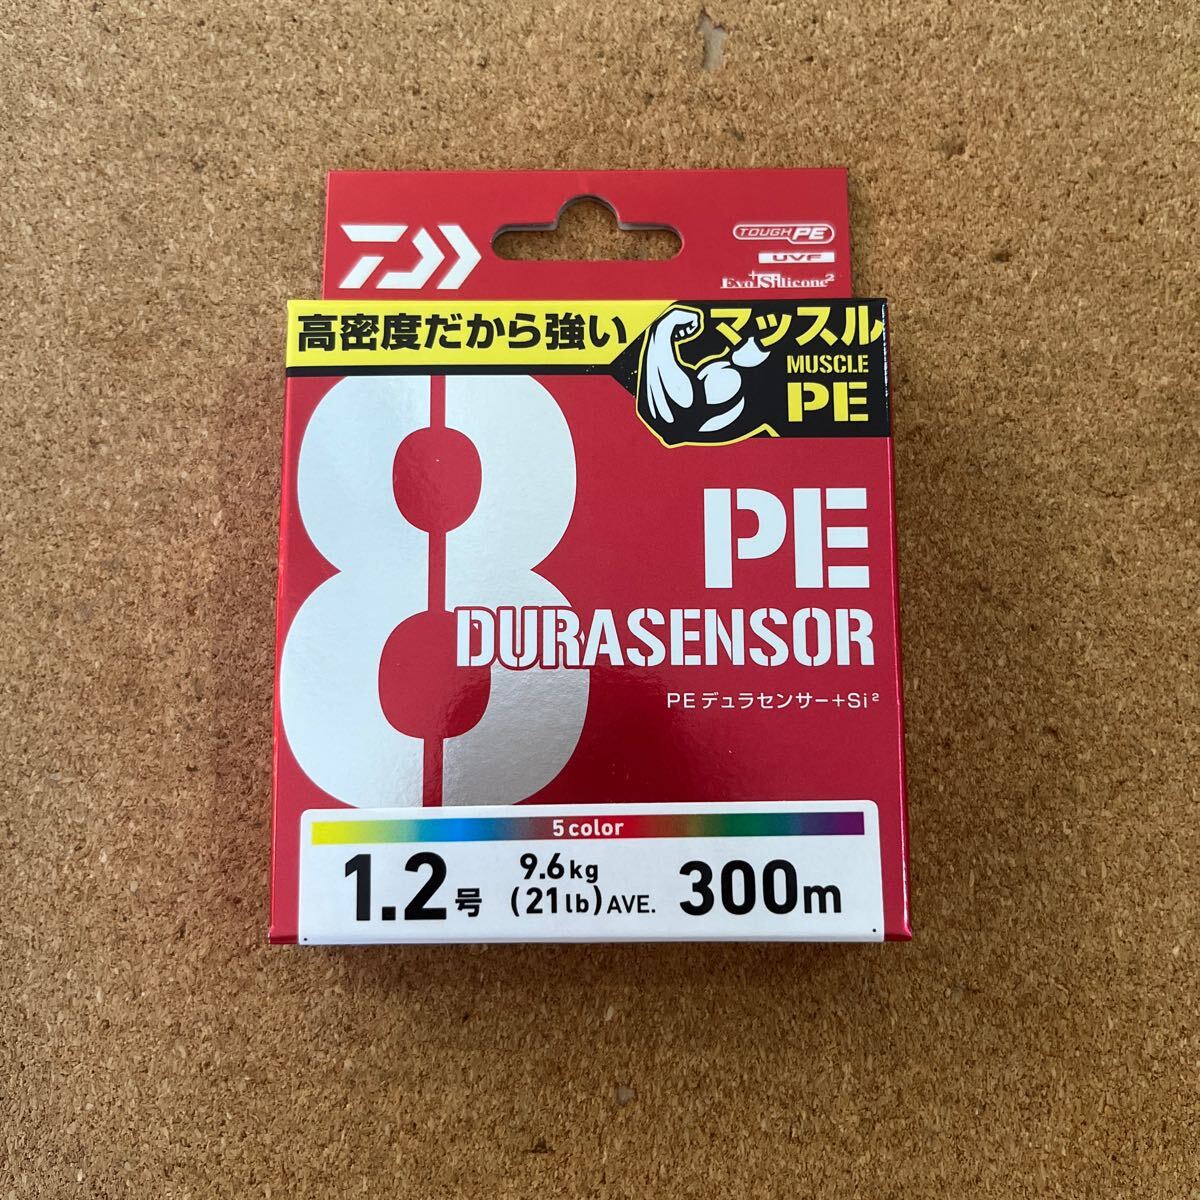 TOUGH PE
UVF
Evo+Silicone²
高密度だから強い
マッスル
MUSCLE
PE
8
PE
DURASENSOR
PEデュラセンサー+Si²
5color
1.2号 9.6kg (21lb) AVE. 300m